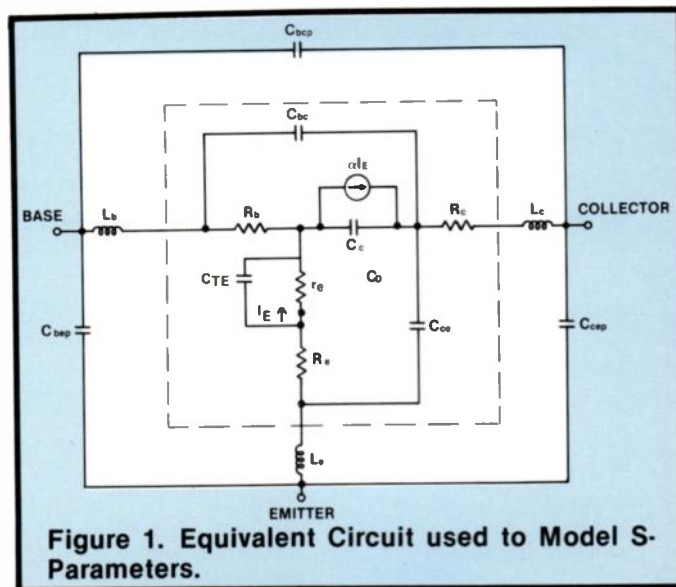 Cbcp
Cbc
αIE
BASE
Lb
Rb
Cc
Rc
Lc
COLLECTOR
CTE
re
CD
IE ↑
Cbep
Re
Cce
Ccep
Le
EMITTER
Figure 1. Equivalent Circuit used to Model S-
Parameters.